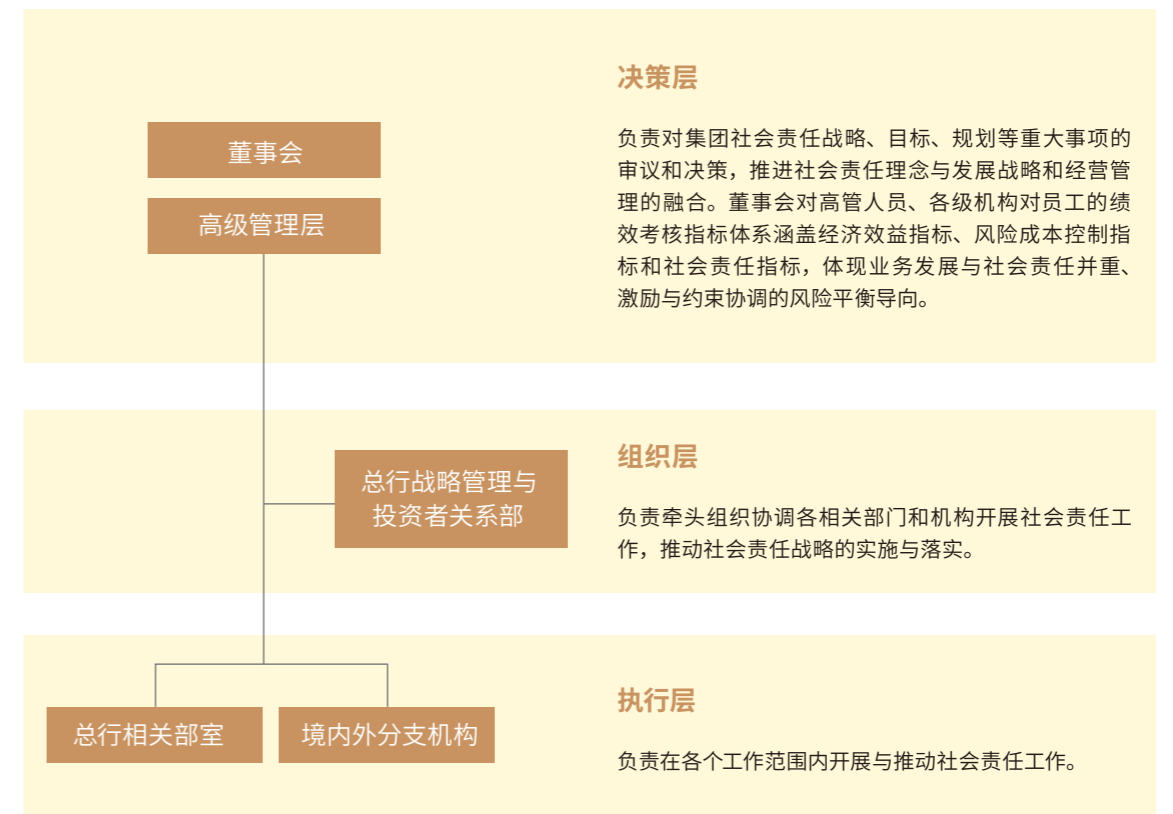 董事会
高级管理层
决策层
负责对集团社会责任战略、目标、规划等重大事项的
审议和决策，推进社会责任理念与发展战略和经营管
理的融合。董事会对高管人员、各级机构对员工的绩
效考核指标体系涵盖经济效益指标、风险成本控制指
标和社会责任指标，体现业务发展与社会责任并重、
激励与约束协调的风险平衡导向。
总行战略管理与
投资者关系部
组织层
负责牵头组织协调各相关部门和机构开展社会责任工
作，推动社会责任战略的实施与落实。
总行相关部室
境内外分支机构
执行层
负责在各个工作范围内开展与推动社会责任工作。